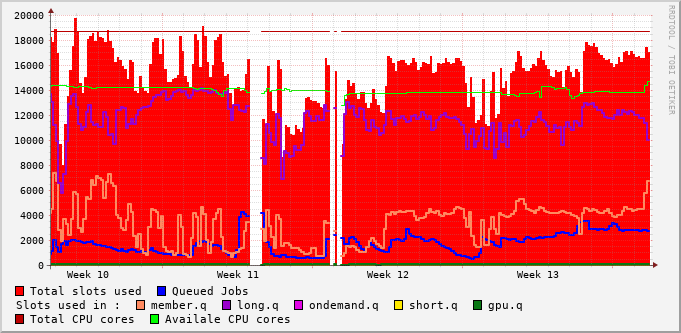 20000
18000
16000
14000
12000
10000
8000
6000
4000
2000
0
Week 10 Week 11 Week 12 Week 13
RRDTOOL / TOBI OETIKER
Total slots used Queued Jobs
Slots used in : member.q long.q ondemand.q short.q gpu.q
Total CPU cores Availale CPU cores